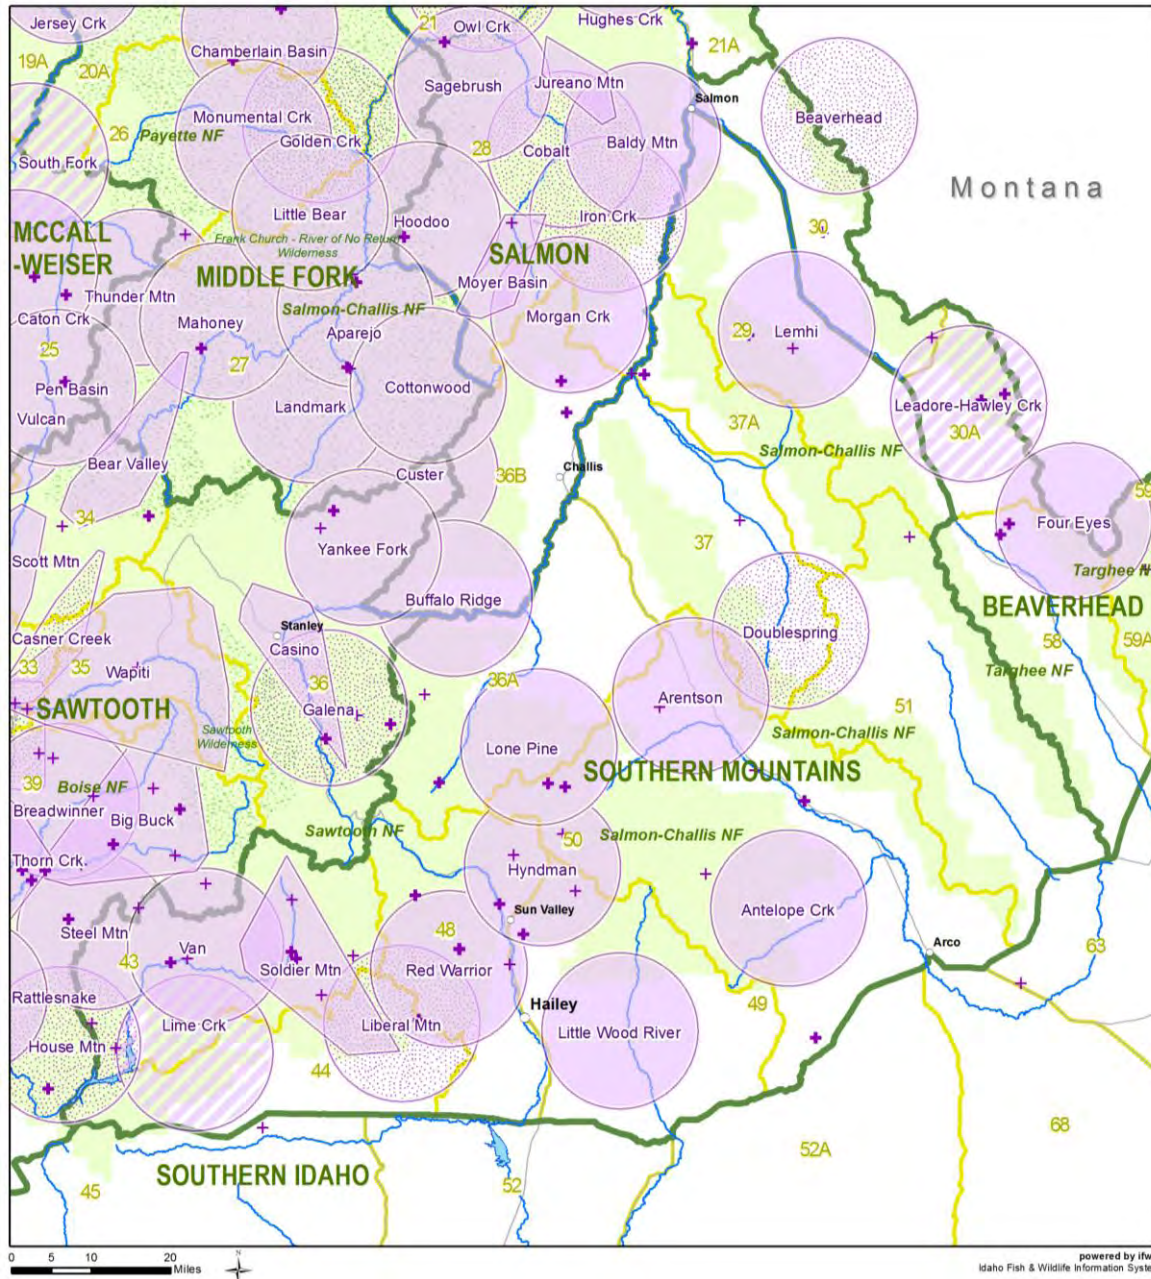 Jersey Crk
21
Owl Crk
Hughes Crk
21A
19A
20A
Chamberlain Basin
Sagebrush
Jureano Mtn
Salmon
Beaverhead
26
Payette NF
Monumental Crk
Golden Crk
28
Cobalt
Baldy Mtn
South Fork
Montana
MCCALL
-WEISER
Little Bear
Hoodoo
Iron Crk
30
Frank Church - River of No Return
Wilderness
MIDDLE FORK
SALMON
Thunder Mtn
Salmon-Challis NF
Moyer Basin
Caton Crk
Mahoney
Aparejo
Morgan Crk
29
Lemhi
25
27
Pen Basin
Cottonwood
Landmark
Leadore-Hawley Crk
30A
Vulcan
37A
Salmon-Challis NF
Bear Valley
Custer
36B
Challis
59
34
Four Eyes
Scott Mtn
Yankee Fork
37
Targhee N
Buffalo Ridge
BEAVERHEAD
Stanley
Casner Creek
Casino
Doublespring
58
59A
33
35
Wapiti
36
36A
Targhee NF
SAWTOOTH
Galena
Arentson
51
Sawtooth
Wilderness
Salmon-Challis NF
Lone Pine
SOUTHERN MOUNTAINS
39
Boise NF
Breadwinner
Big Buck
Sawtooth NF
50
Salmon-Challis NF
Thorn Crk.
Hyndman
Antelope Crk
Sun Valley
Steel Mtn
Van
48
Arco
43
Soldier Mtn
Red Warrior
63
Rattlesnake
Hailey
49
Lime Crk
Liberal Mtn
Little Wood River
House Mtn
44
68
52A
SOUTHERN IDAHO
45
52
0 5 10 20
Miles
N
powered by ifw
Idaho Fish & Wildlife Information Syste